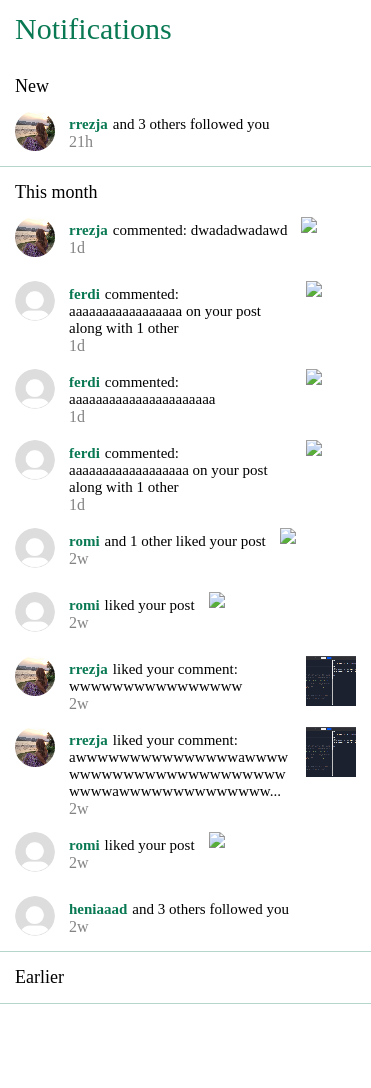 Notifications
New
rrezja and 3 others followed you
21h
This month
rrezja commented: dwadadwadawd
1d
ferdi commented:
aaaaaaaaaaaaaaaaa on your post
along with 1 other
1d
ferdi commented:
aaaaaaaaaaaaaaaaaaaaaa
1d
ferdi commented:
aaaaaaaaaaaaaaaaaa on your post
along with 1 other
1d
romi and 1 other liked your post
2w
romi liked your post
2w
rrezja liked your comment:
wwwwwwwwwwwwwwww
2w
rrezja liked your comment:
awwwwwwwwwwwwwwwawwww
wwwwwwwwwwwwwwwwwwww
wwwwawwwwwwwwwwwwww...
2w
romi liked your post
2w
heniaaad and 3 others followed you
2w
Earlier